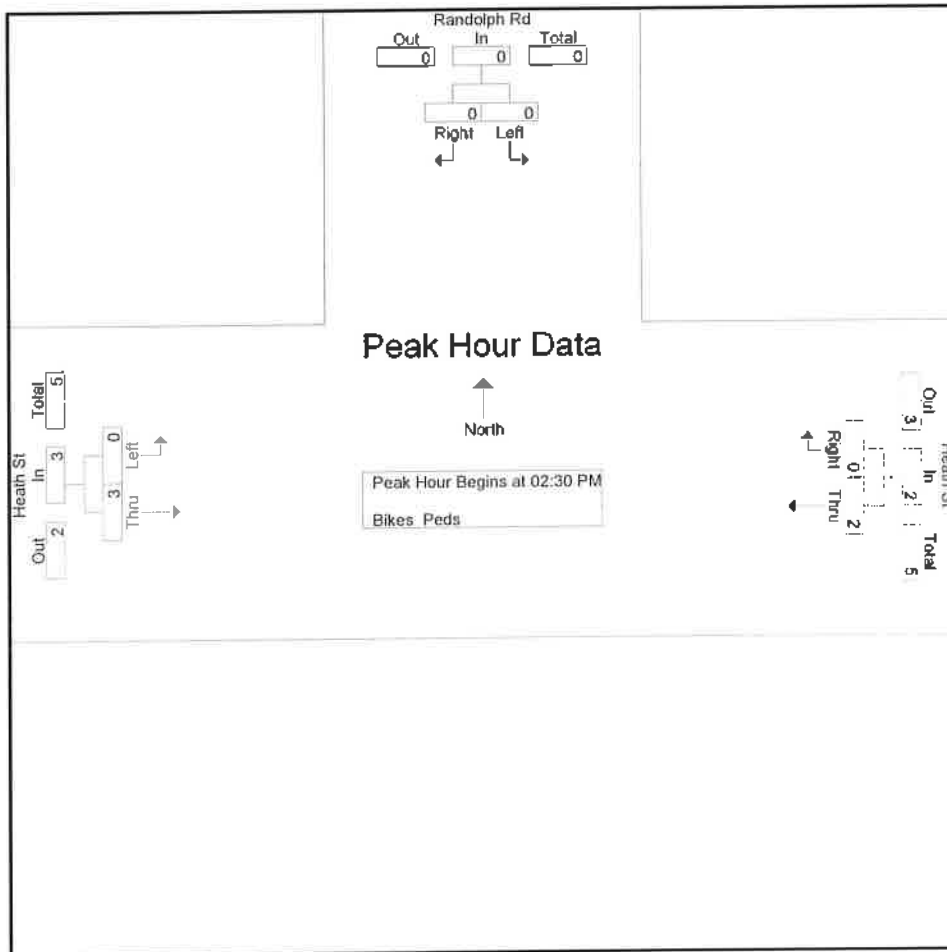 Randolph Rd
Out In Total
0 0 0
0 0
Right Left
Peak Hour Data
North
Peak Hour Begins at 02:30 PM
Bikes Peds
Heath St
Out In Total
2 3 5
3 0
Thru Left
Out In Total
3 2 5
Right Thru
0 2